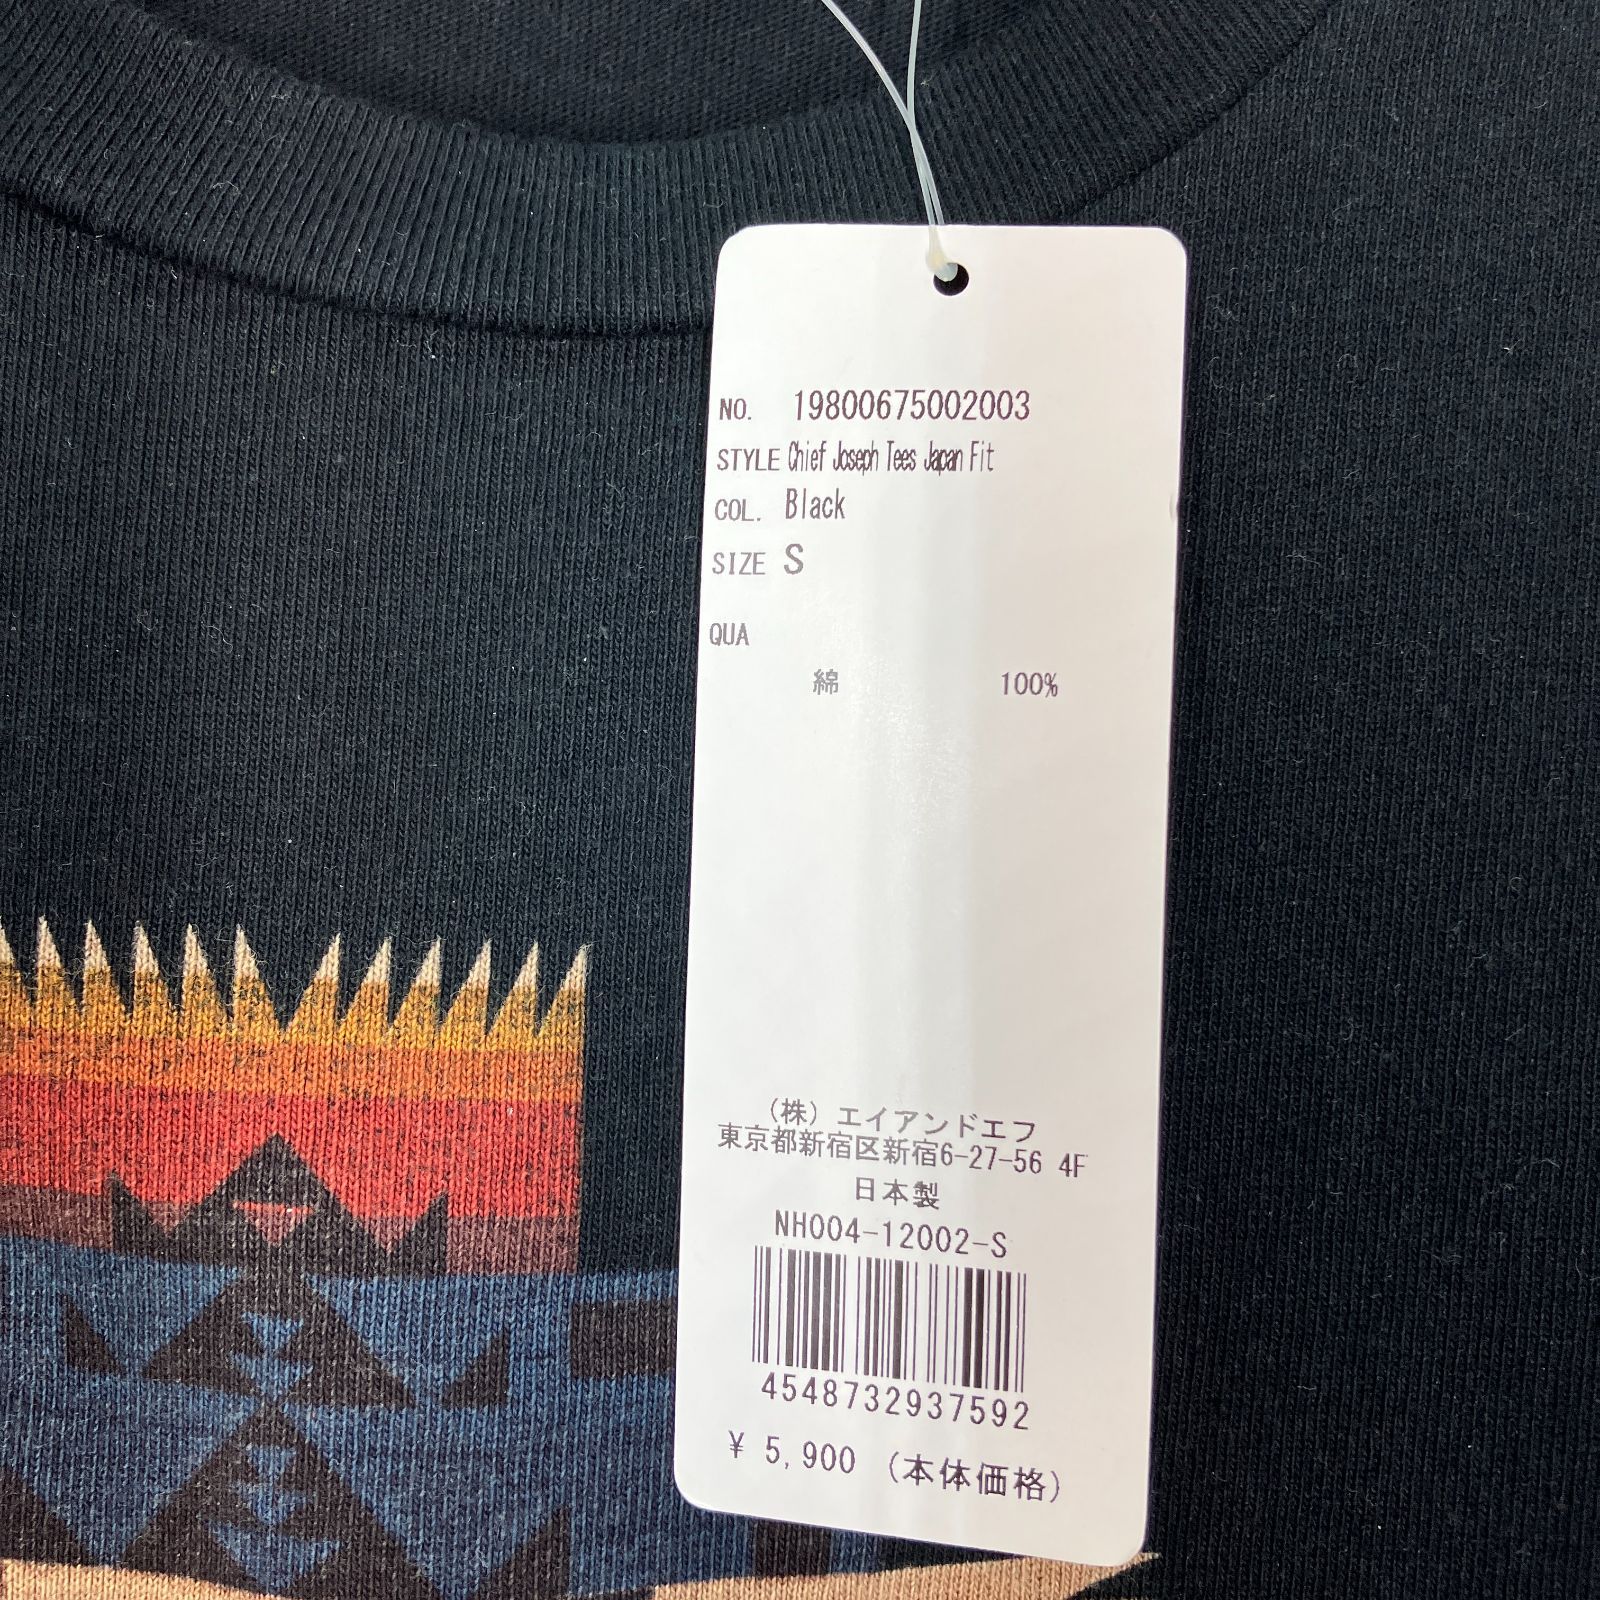 NO. 19800675002003
STYLE Chief Joseph Tees Japan Fit
COL. Black
SIZE S
QUA
綿 100%
(株) エイアンドエフ
東京都新宿区新宿6-27-56 4F
日本製
NH004-12002-S
4548732937592
¥ 5,900 (本体価格)